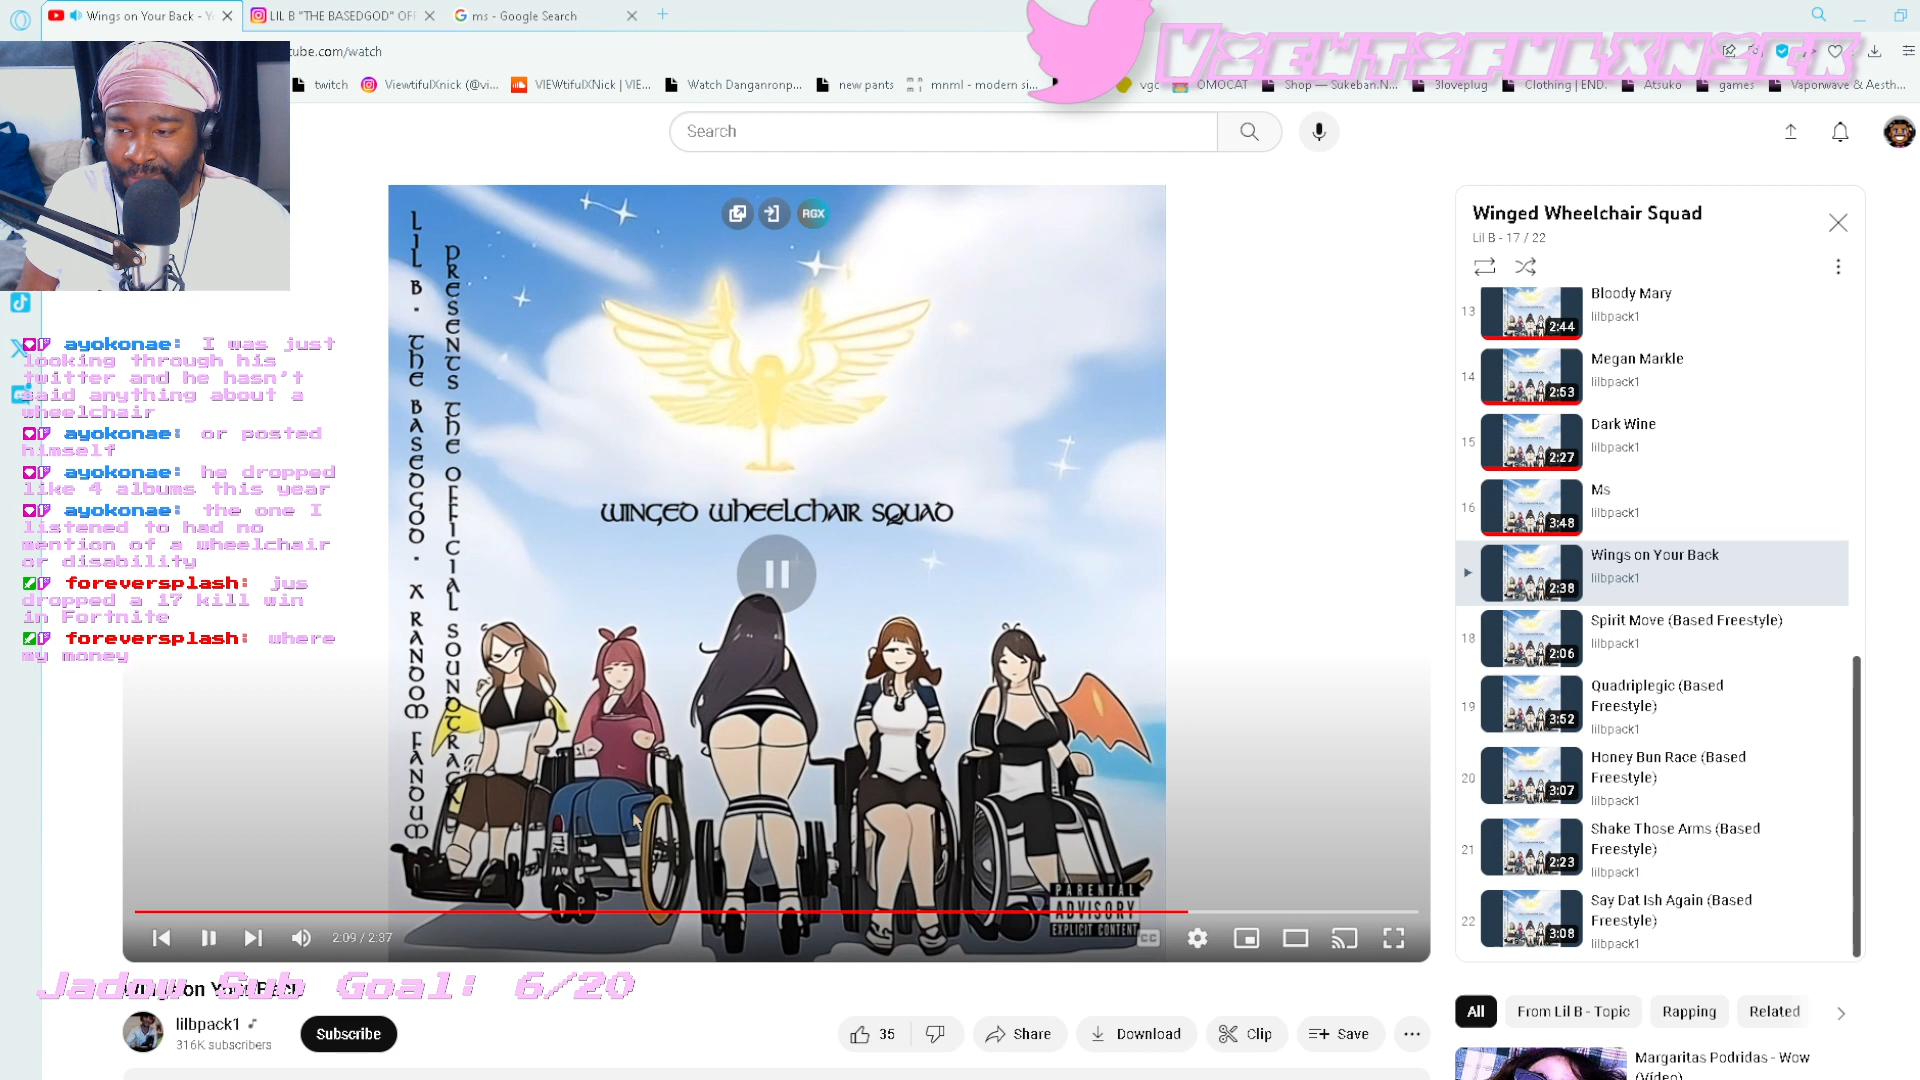 Wings on Your Back - Y
LIL B "THE BASEDGOD" OFF
ms - Google Search
tube.com/watch
twitch
ViewtifulXnick (@vi...
VIEWtifulXNick | VIE...
Watch Danganronp...
new pants
mnml - modern si...
vgc
OMOCAT
Shop — Sukeban.N...
3loveplug
Clothing | END.
Atsuko
games
Vaporwave & Aesth...
ViewtifulxNick
Search
LIL B · THE BASEDGOD · X RANDOM FANDUM
PRESENTS THE OFFICIAL SOUNDTRACK
RGX
WINGED WHEELCHAIR SQUAD
PARENTAL
ADVISORY
EXPLICIT CONTENT
2:09 / 2:37
CC
ayokonae: I was just
looking through his
twitter and he hasn't
said anything about a
wheelchair
ayokonae: or posted
himself
ayokonae: he dropped
like 4 albums this year
ayokonae: the one I
listened to had no
mention of a wheelchair
or disability
foreversplash: jus
dropped a 17 kill win
in Fortnite
foreversplash: where
my money
Jadow Sub Goal: 6/20
Wings on Your Back
lilbpack1
316K subscribers
Subscribe
35
Share
Download
Clip
Save
Winged Wheelchair Squad
Lil B - 17 / 22
13
2:44
Bloody Mary
lilbpack1
14
2:53
Megan Markle
lilbpack1
15
2:27
Dark Wine
lilbpack1
16
3:48
Ms
lilbpack1
2:38
Wings on Your Back
lilbpack1
18
2:06
Spirit Move (Based Freestyle)
lilbpack1
19
3:52
Quadriplegic (Based
Freestyle)
lilbpack1
20
3:07
Honey Bun Race (Based
Freestyle)
lilbpack1
21
2:23
Shake Those Arms (Based
Freestyle)
lilbpack1
22
3:08
Say Dat Ish Again (Based
Freestyle)
lilbpack1
All
From Lil B - Topic
Rapping
Related
Margaritas Podridas - Wow
(Video)